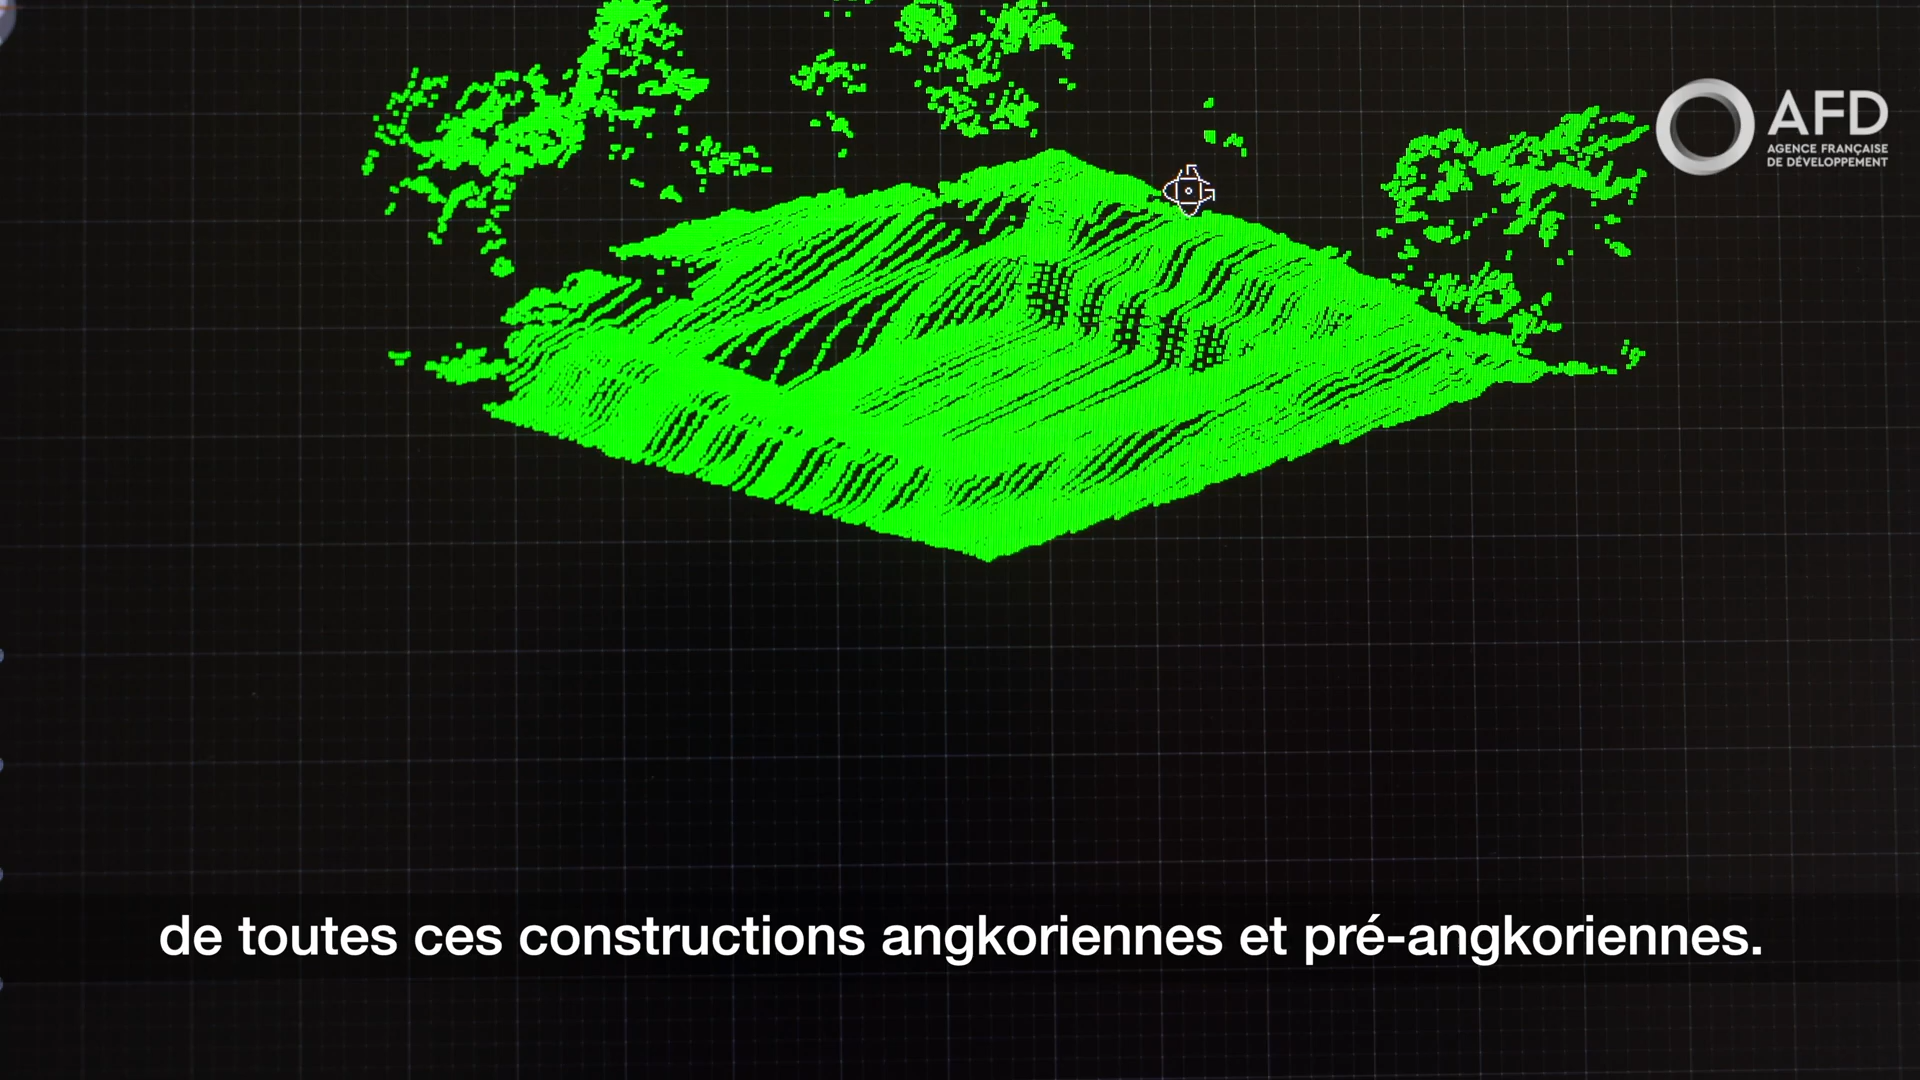 AFD
AGENCE FRANÇAISE
DE DÉVELOPPEMENT
de toutes ces constructions angkoriennes et pré-angkoriennes.